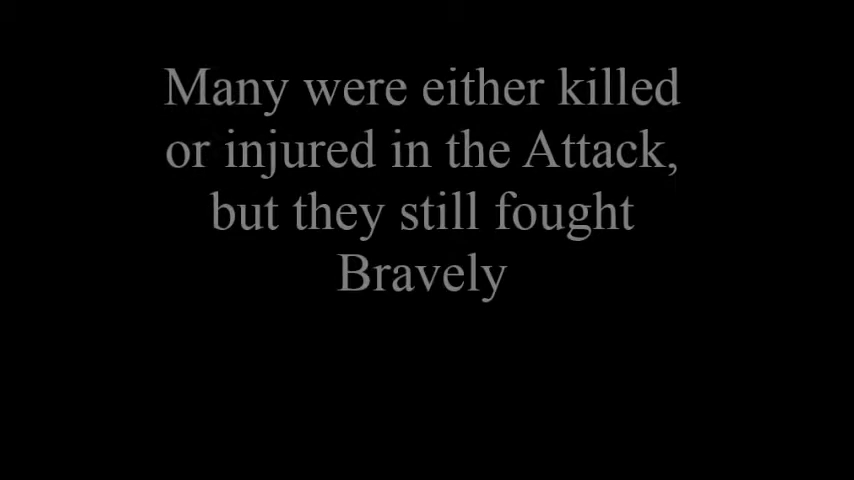 Many were either killed
or injured in the Attack,
but they still fought
Bravely